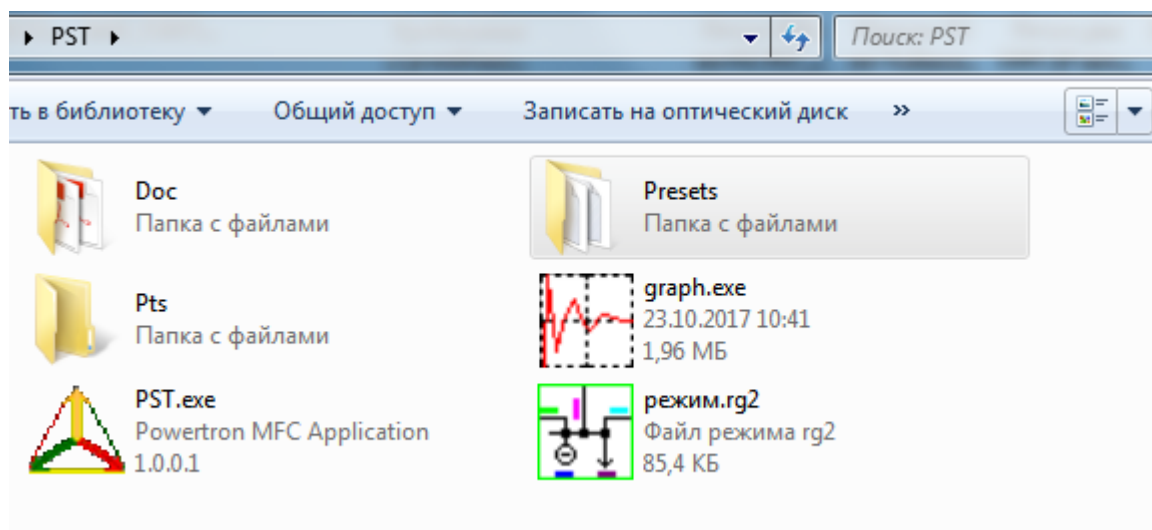 PST
Поиск: PST
ть в библиотеку
Общий доступ
Записать на оптический диск
»
Doc
Папка с файлами
Presets
Папка с файлами
Pts
Папка с файлами
graph.exe
23.10.2017 10:41
1,96 МБ
PST.exe
Powertron MFC Application
1.0.0.1
режим.rg2
Файл режима rg2
85,4 КБ